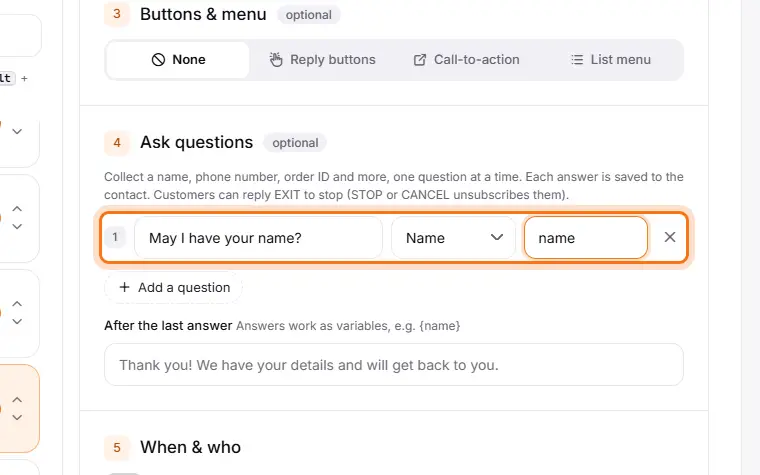 3 Buttons & menu optional
None Reply buttons Call-to-action List menu
lt +
4 Ask questions optional
Collect a name, phone number, order ID and more, one question at a time. Each answer is saved to the
contact. Customers can reply EXIT to stop (STOP or CANCEL unsubscribes them).
1 May I have your name? Name name
+ Add a question
After the last answer Answers work as variables, e.g. {name}
Thank you! We have your details and will get back to you.
5 When & who